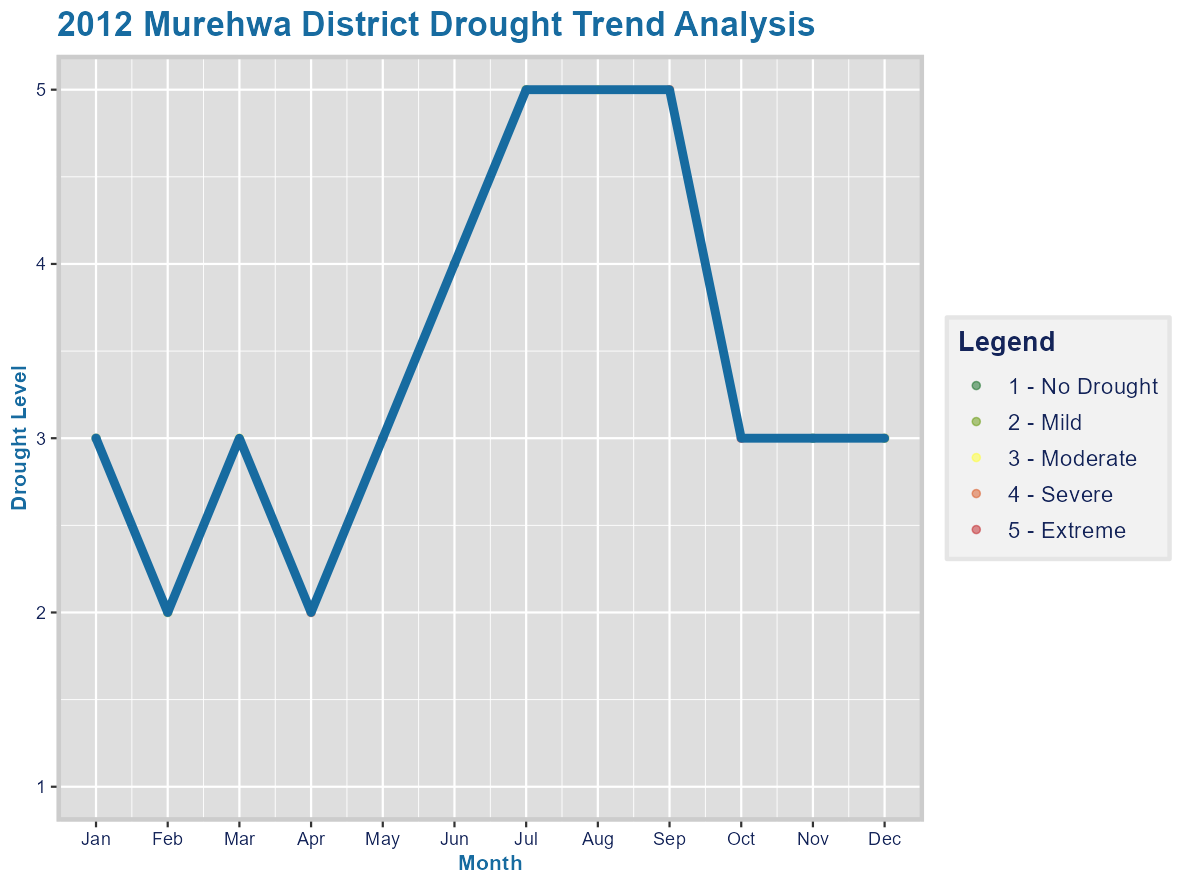 2012 Murehwa District Drought Trend Analysis
5
4
3
2
1
Drought Level
Jan Feb Mar Apr May Jun Jul Aug Sep Oct Nov Dec
Month
Legend
1 - No Drought
2 - Mild
3 - Moderate
4 - Severe
5 - Extreme